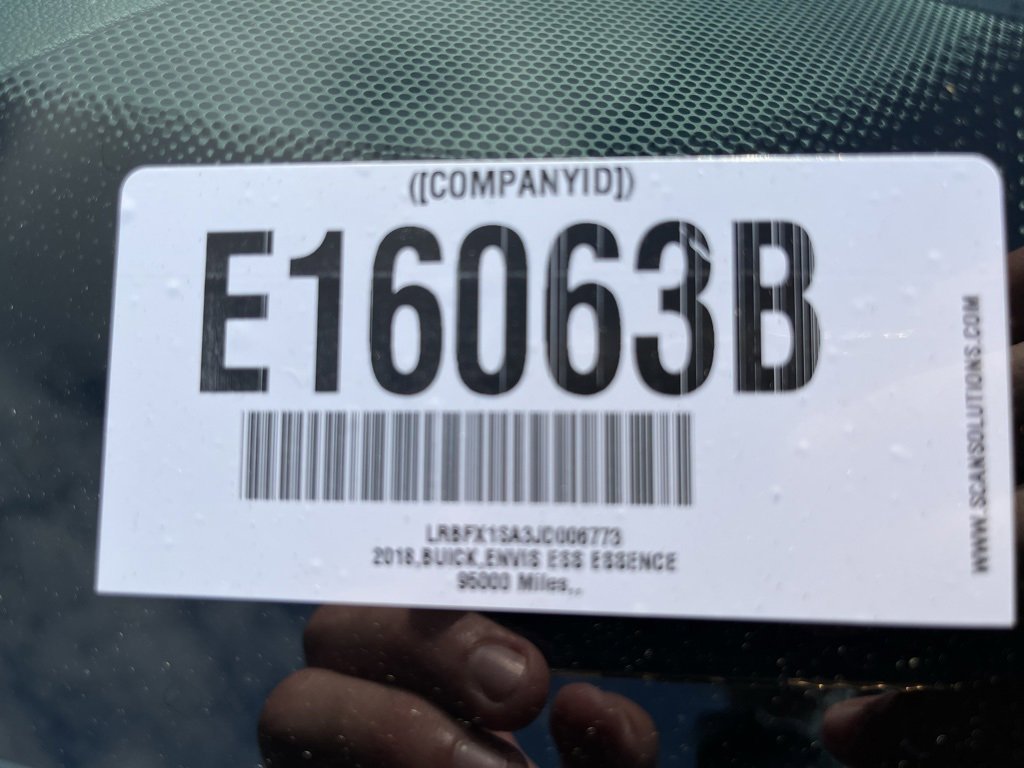 ([COMPANYID])
E16063B
LRBFX1SA3JD006773
2018,BUICK,ENVIS ESS ESSENCE
95000 Miles,,
WWW.SCANSOLUTIONS.COM